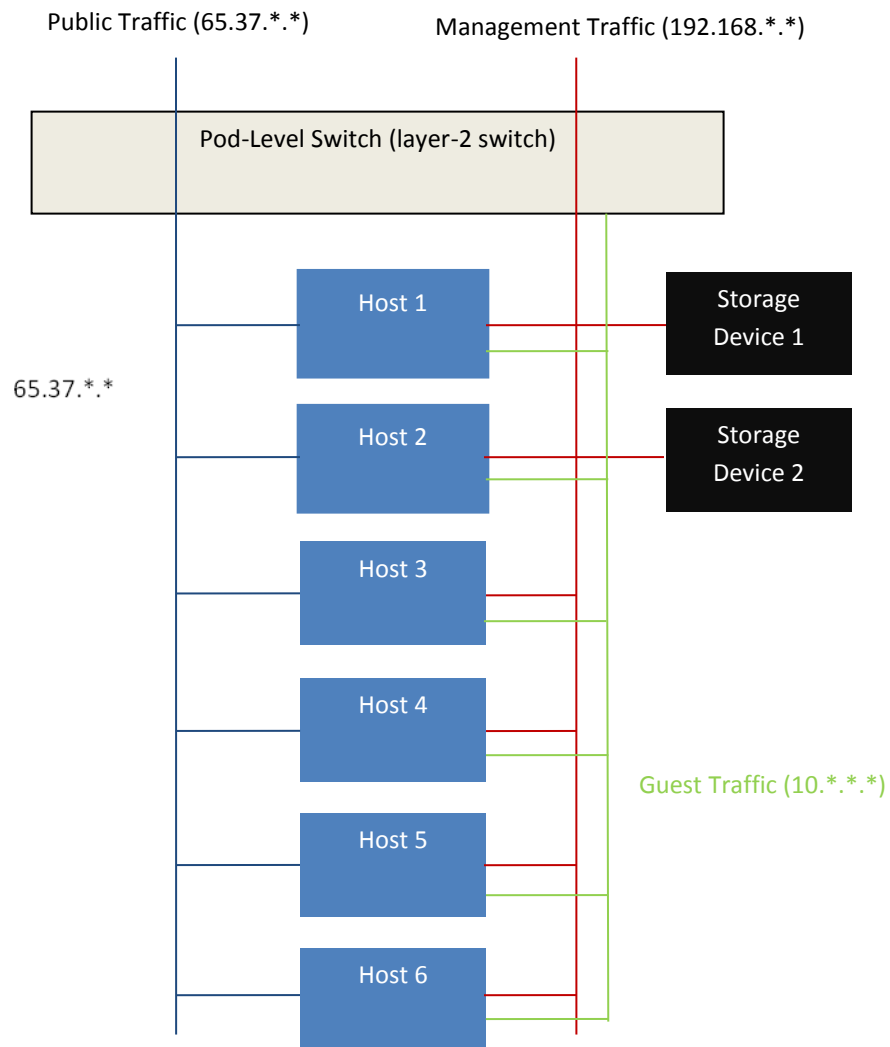 Public Traffic (65.37.*.*)
Management Traffic (192.168.*.*)
Pod-Level Switch (layer-2 switch)
Host 1
Storage
Device 1
65.37.*.*
Host 2
Storage
Device 2
Host 3
Host 4
Guest Traffic (10.*.*.*)
Host 5
Host 6